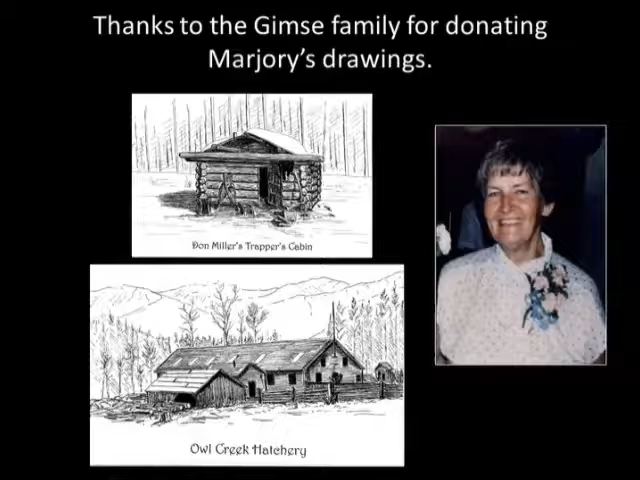 Thanks to the Gimse family for donating
Marjory's drawings.
Don Miller's Trapper's Cabin
Owl Creek Hatchery